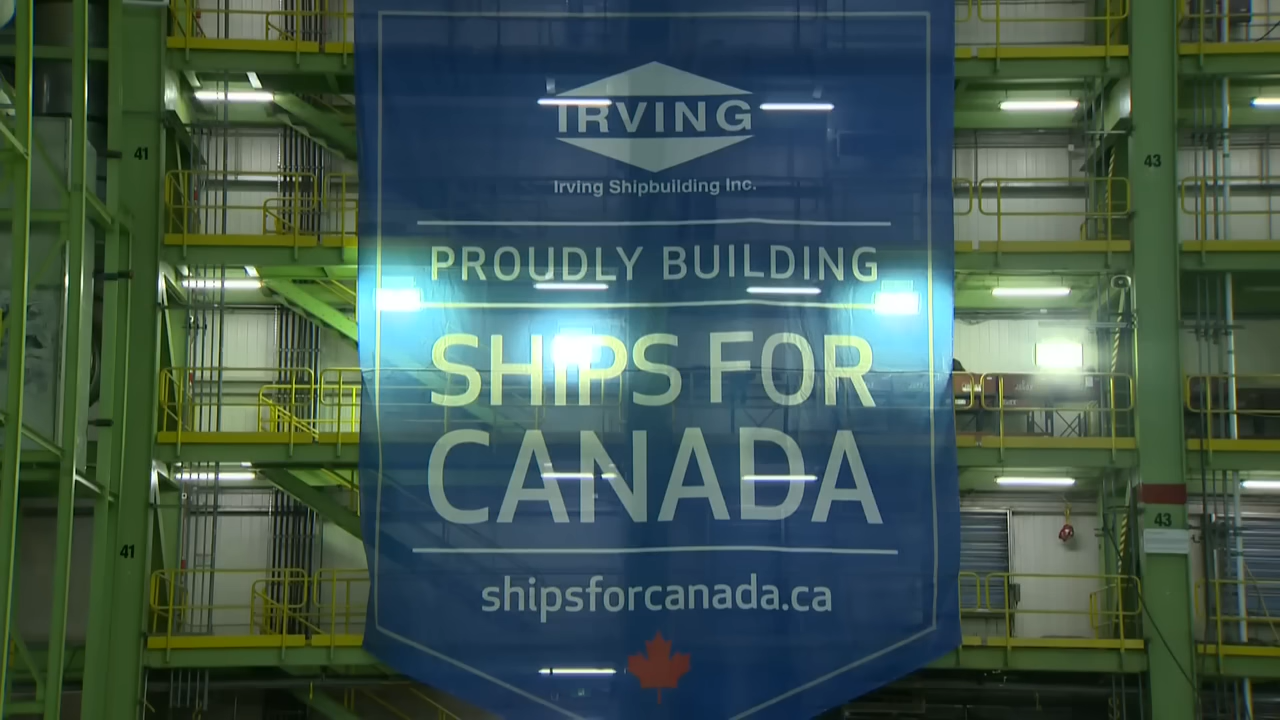 IRVING
Irving Shipbuilding Inc.
PROUDLY BUILDING
SHIPS FOR
CANADA
shipsforcanada.ca
41
43
43
41